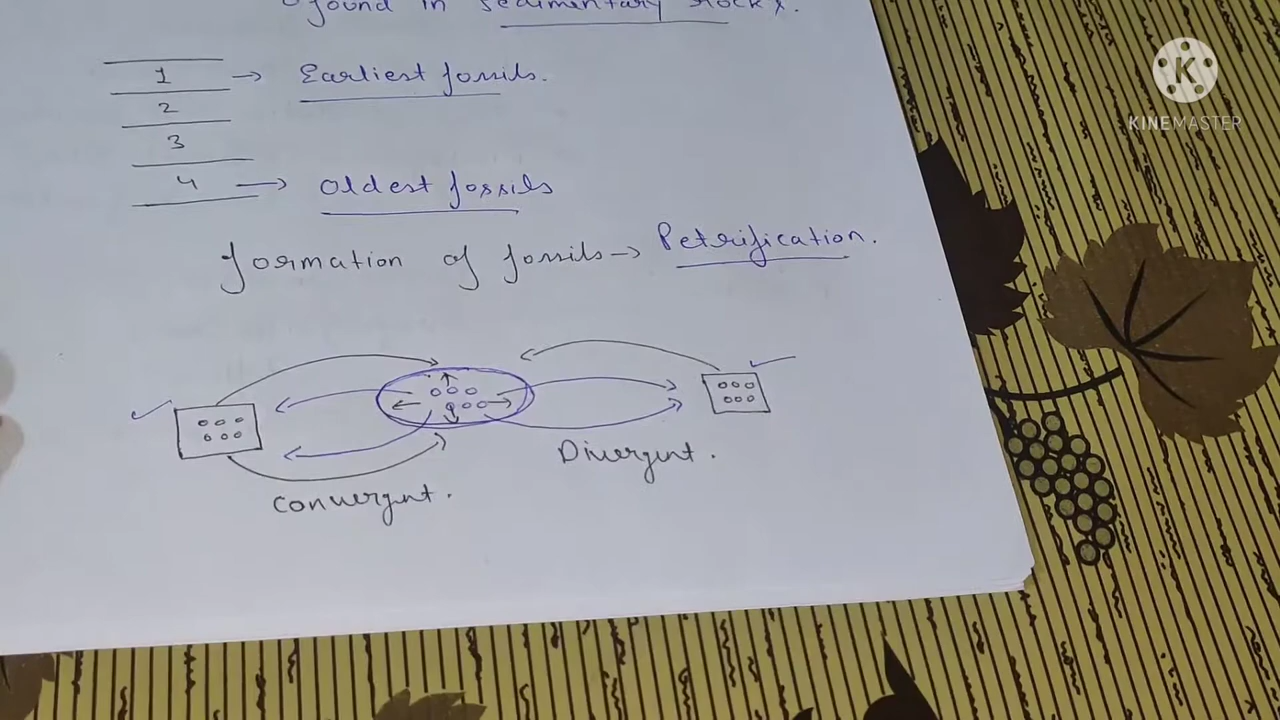 found in sedimentary rocks.
1 → Earliest fossils.
2
3
4 → Oldest fossils
formation of fossils → Petrification.
Divergent.
Convergent.
K
KINEMASTER